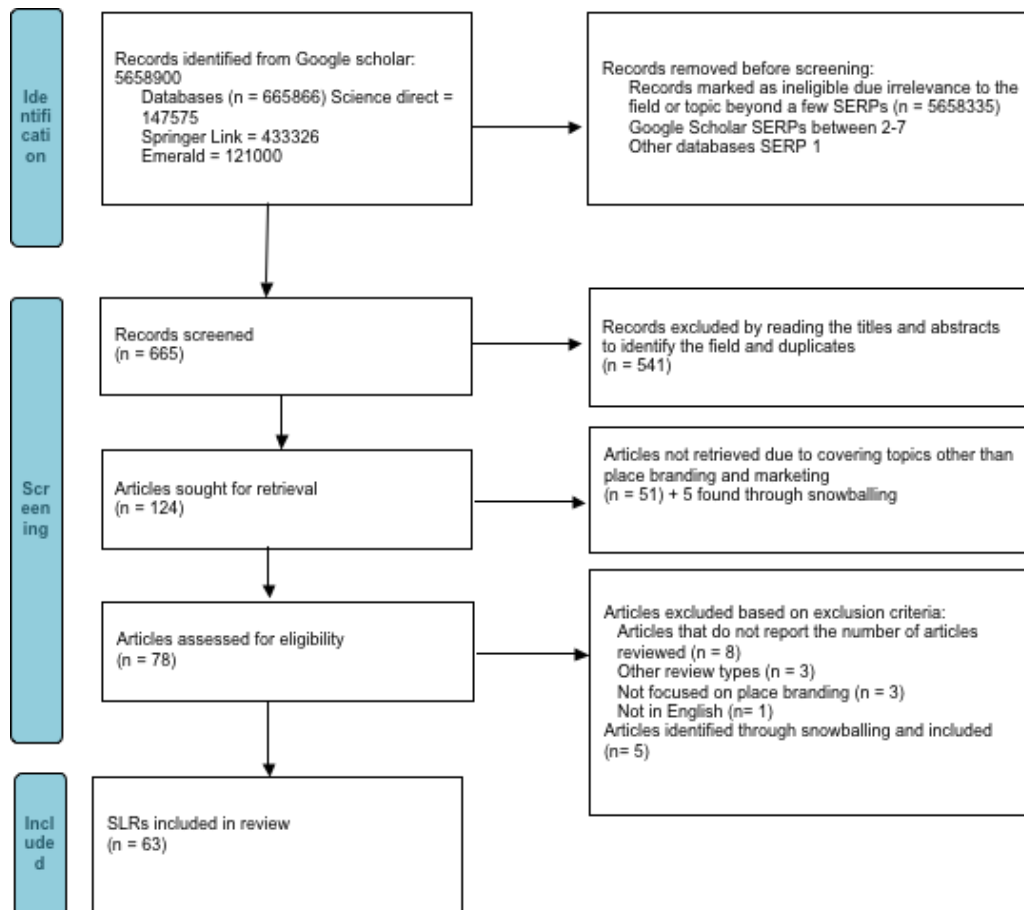 Ide
ntifi
cati
on
Records identified from Google scholar:
5658900
Databases (n = 665866) Science direct =
147575
Springer Link = 433326
Emerald = 121000
Records removed before screening:
Records marked as ineligible due irrelevance to the
field or topic beyond a few SERPs (n = 5658335)
Google Scholar SERPs between 2-7
Other databases SERP 1
Scr
een
ing
Records screened
(n = 665)
Records excluded by reading the titles and abstracts
to identify the field and duplicates
(n = 541)
Articles sought for retrieval
(n = 124)
Articles not retrieved due to covering topics other than
place branding and marketing
(n = 51) + 5 found through snowballing
Articles assessed for eligibility
(n = 78)
Articles excluded based on exclusion criteria:
Articles that do not report the number of articles
reviewed (n = 8)
Other review types (n = 3)
Not focused on place branding (n = 3)
Not in English (n= 1)
Articles identified through snowballing and included
(n= 5)
Incl
ude
d
SLRs included in review
(n = 63)